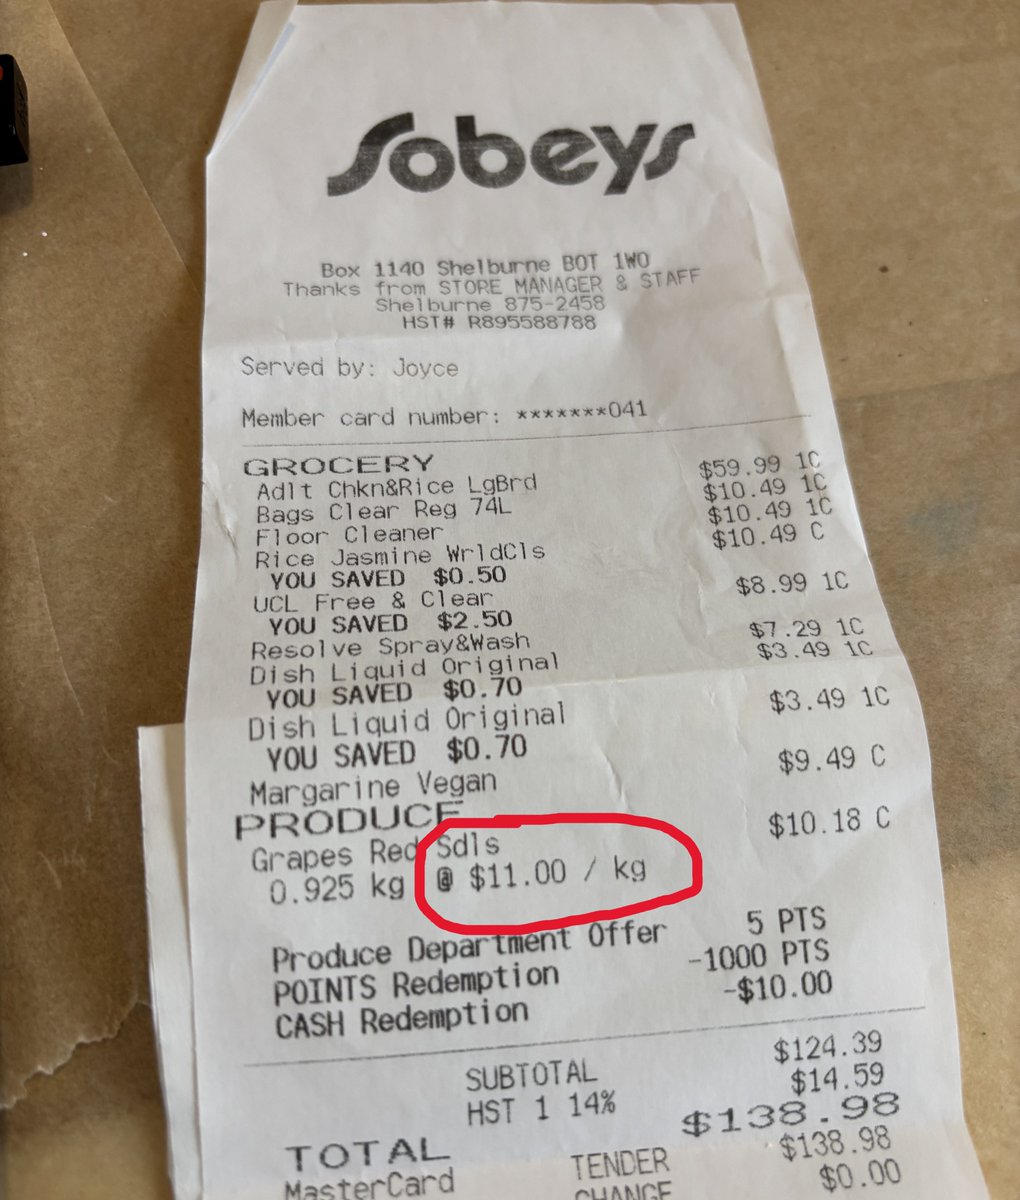 Sobeys
Box 1140 Shelburne BOT 1WO
Thanks from STORE MANAGER & STAFF
Shelburne 875-2458
HST# R895588788
Served by: Joyce
Member card number: *******041
GROCERY
Adlt Chkn&Rice LgBrd $59.99 1C
Bags Clear Reg 74L $10.49 1C
Floor Cleaner $10.49 1C
Rice Jasmine WrldCls $10.49 C
YOU SAVED $0.50
UCL Free & Clear $8.99 1C
YOU SAVED $2.50
Resolve Spray&Wash $7.29 1C
Dish Liquid Original $3.49 1C
YOU SAVED $0.70
Dish Liquid Original $3.49 1C
YOU SAVED $0.70
Margarine Vegan $9.49 C
PRODUCE
Grapes Red Sdls $10.18 C
0.925 kg @ $11.00 / kg
Produce Department Offer 5 PTS
POINTS Redemption -1000 PTS
CASH Redemption -$10.00
SUBTOTAL $124.39
HST 1 14% $14.59
TOTAL $138.98
MasterCard TENDER $138.98
CHANGE $0.00